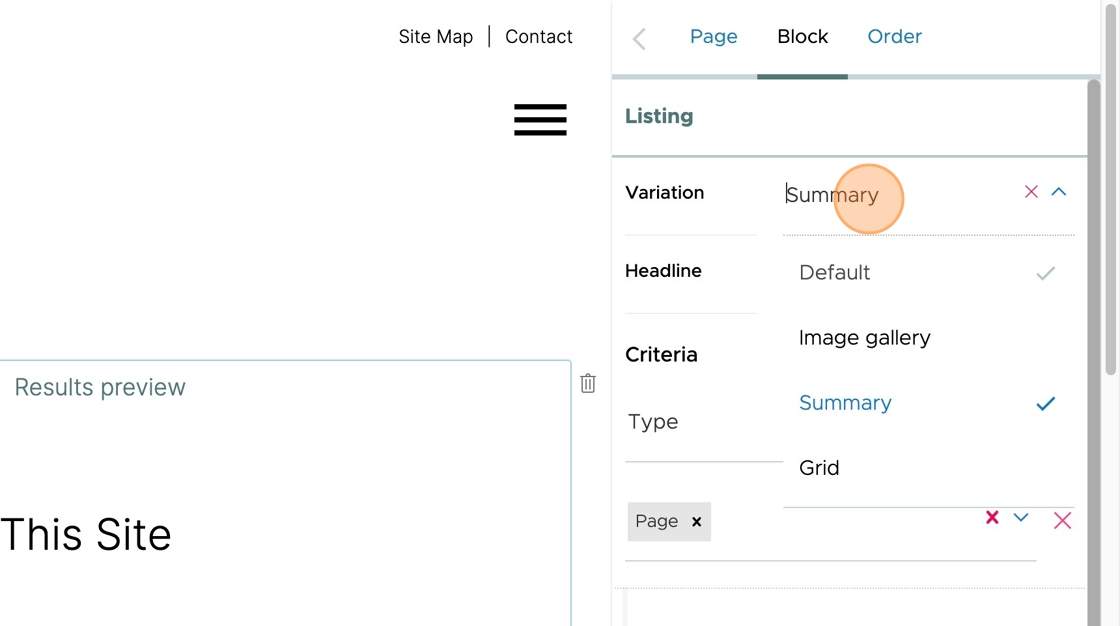 Site Map | Contact
Page Block Order
Listing
Variation Summary
Default
Headline
Image gallery
Criteria
Summary
Type
Grid
Page x
Results preview
This Site